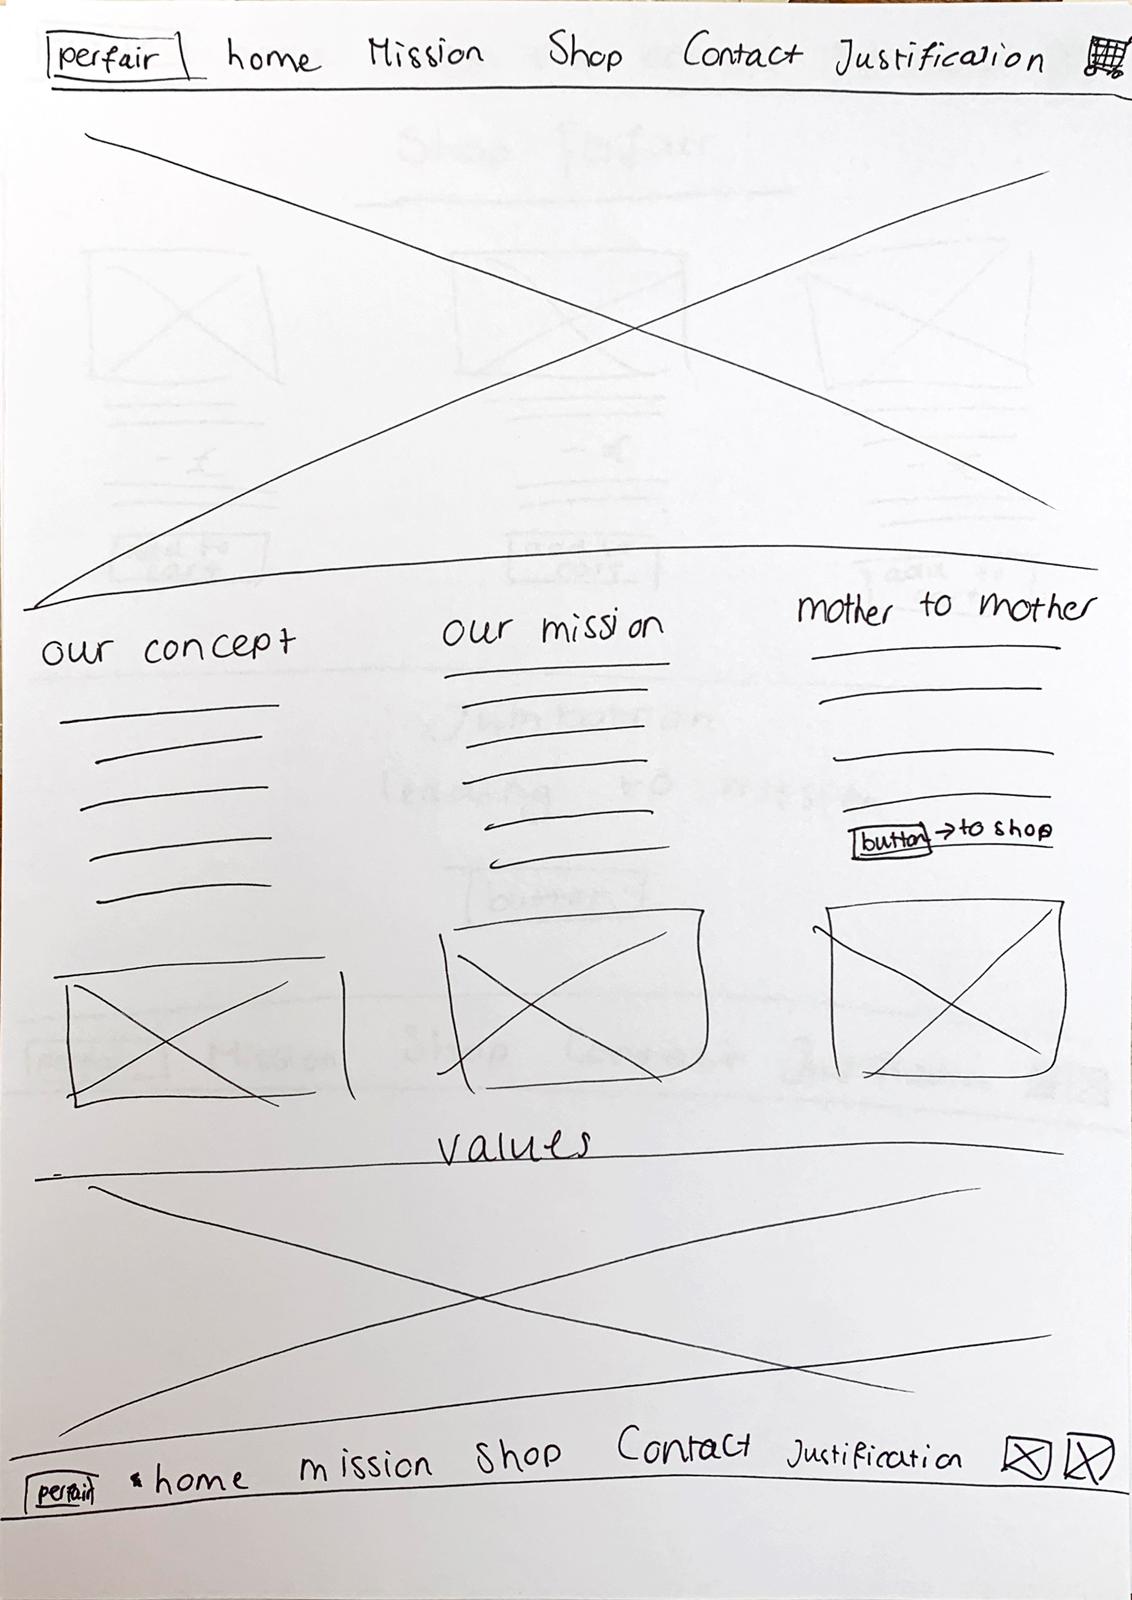 perfair home Mission Shop Contact Justification
our concept
our mission
mother to mother
button → to shop
values
perfair home mission shop Contact Justification